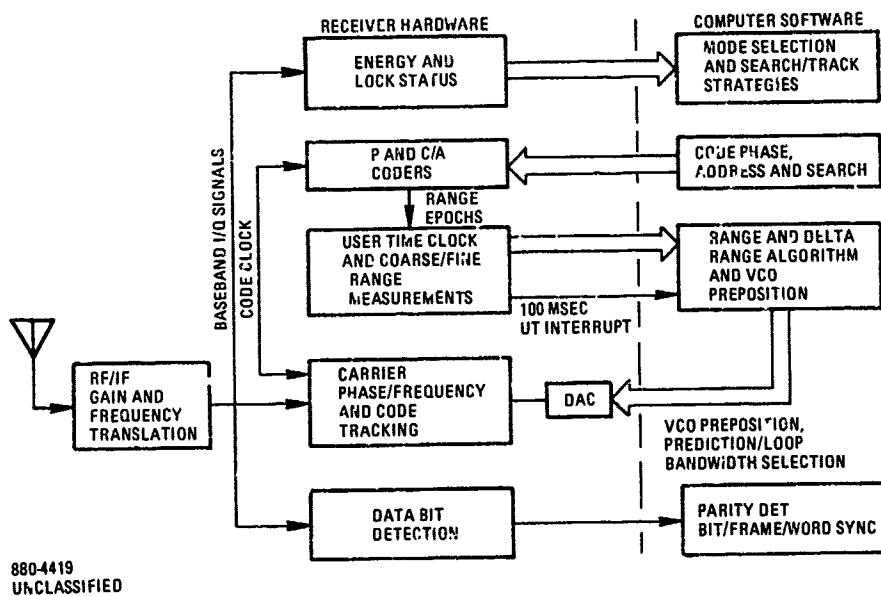 RECEIVER HARDWARE
COMPUTER SOFTWARE
ENERGY AND
LOCK STATUS
MODE SELECTION
AND SEARCH/TRACK
STRATEGIES
P AND C/A
CODERS
CODE PHASE,
ADDRESS AND SEARCH
RANGE
EPOCHS
USER TIME CLOCK
AND COARSE/FINE
RANGE
MEASUREMENTS
RANGE AND DELTA
RANGE ALGORITHM
AND VCO
PREPOSITION
100 MSEC
UT INTERRUPT
BASEBAND I/Q SIGNALS
CODE CLOCK
RF/IF
GAIN AND
FREQUENCY
TRANSLATION
CARRIER
PHASE/FREQUENCY
AND CODE
TRACKING
DAC
VCO PREPOSITION,
PREDICTION/LOOP
BANDWIDTH SELECTION
DATA BIT
DETECTION
PARITY DET
BIT/FRAME/WORD SYNC
880-4419
UNCLASSIFIED